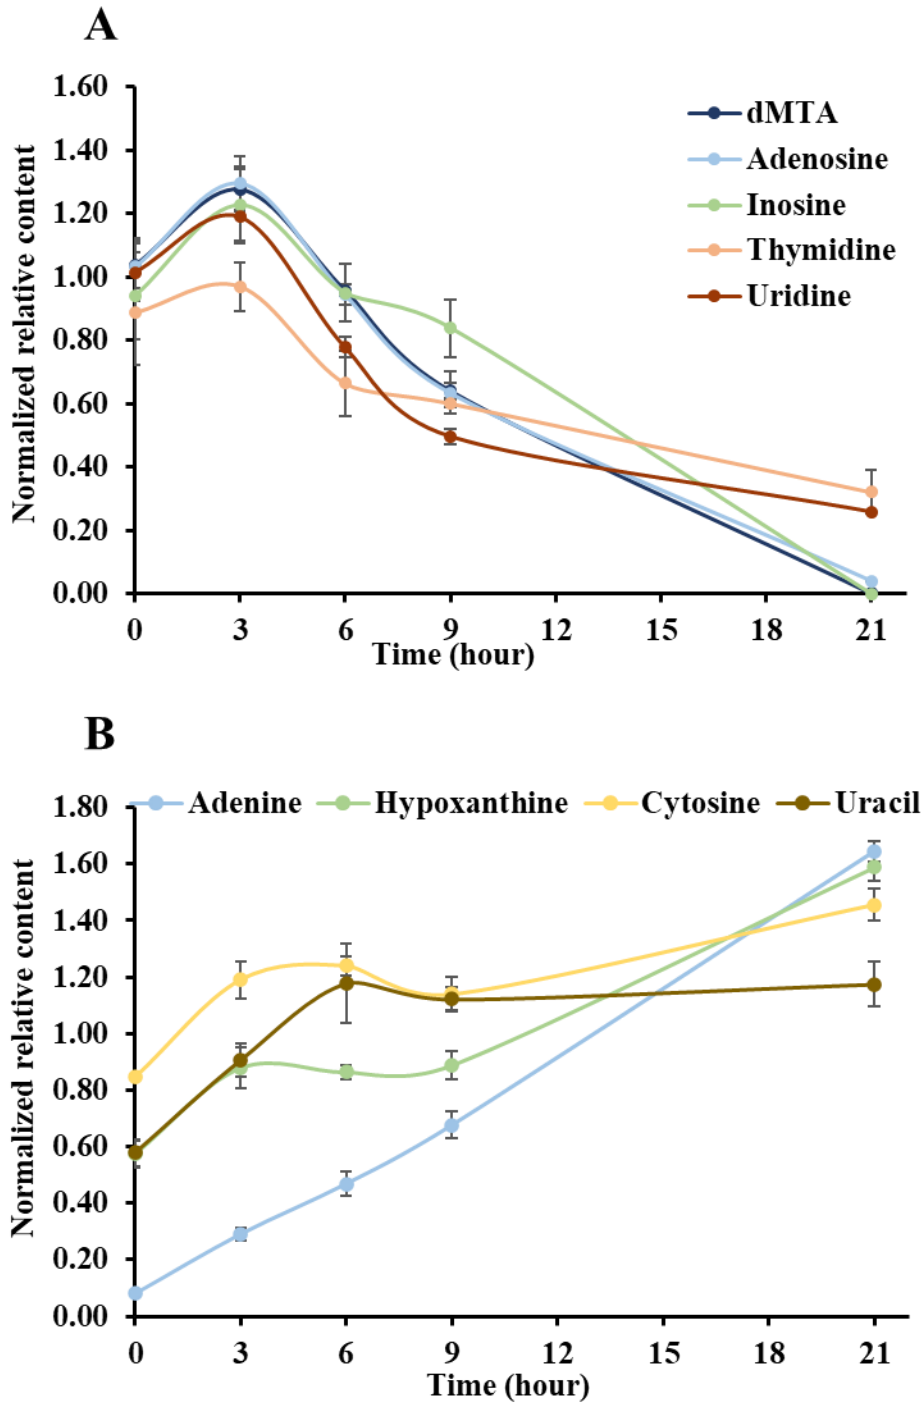 A
1.60
1.40
1.20
1.00
0.80
0.60
0.40
0.20
0.00
Normalized relative content
dMTA
Adenosine
Inosine
Thymidine
Uridine
0 3 6 9 12 15 18 21
Time (hour)
B
Adenine Hypoxanthine Cytosine Uracil
1.80
1.60
1.40
1.20
1.00
0.80
0.60
0.40
0.20
0.00
Normalized relative content
0 3 6 9 12 15 18 21
Time (hour)